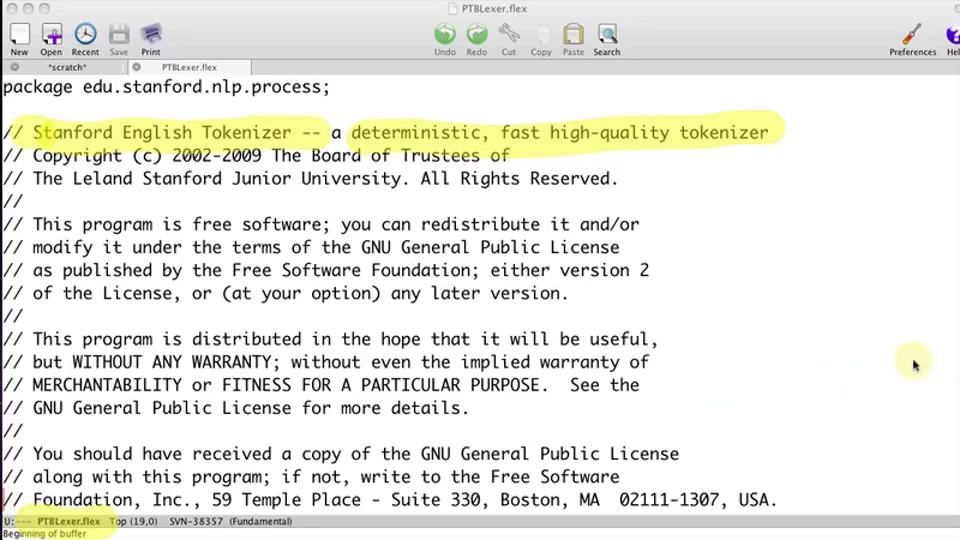 PTBLexer.flex
New Open Recent Save Print Undo Redo Cut Copy Paste Search Preferences
*scratch* PTBLexer.flex
package edu.stanford.nlp.process;
// Stanford English Tokenizer -- a deterministic, fast high-quality tokenizer
// Copyright (c) 2002-2009 The Board of Trustees of
// The Leland Stanford Junior University. All Rights Reserved.
//
// This program is free software; you can redistribute it and/or
// modify it under the terms of the GNU General Public License
// as published by the Free Software Foundation; either version 2
// of the License, or (at your option) any later version.
//
// This program is distributed in the hope that it will be useful,
// but WITHOUT ANY WARRANTY; without even the implied warranty of
// MERCHANTABILITY or FITNESS FOR A PARTICULAR PURPOSE.  See the
// GNU General Public License for more details.
//
// You should have received a copy of the GNU General Public License
// along with this program; if not, write to the Free Software
// Foundation, Inc., 59 Temple Place - Suite 330, Boston, MA  02111-1307, USA.
U:--- PTBLexer.flex Top (19,0) SVN-38357 (Fundamental)
Beginning of buffer